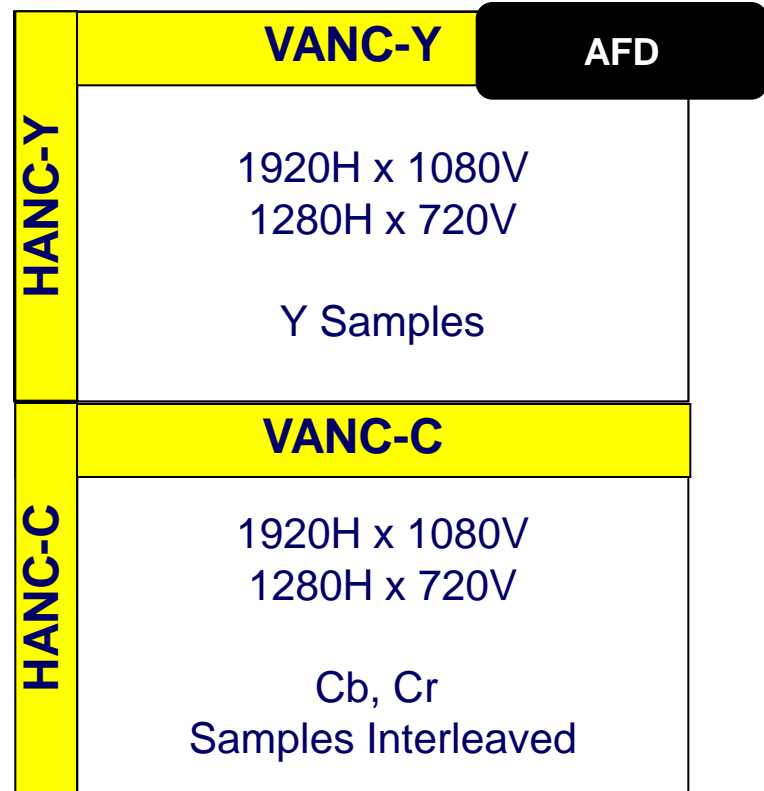 VANC-Y
AFD
HANC-Y
1920H x 1080V
1280H x 720V
Y Samples
VANC-C
HANC-C
1920H x 1080V
1280H x 720V
Cb, Cr
Samples Interleaved